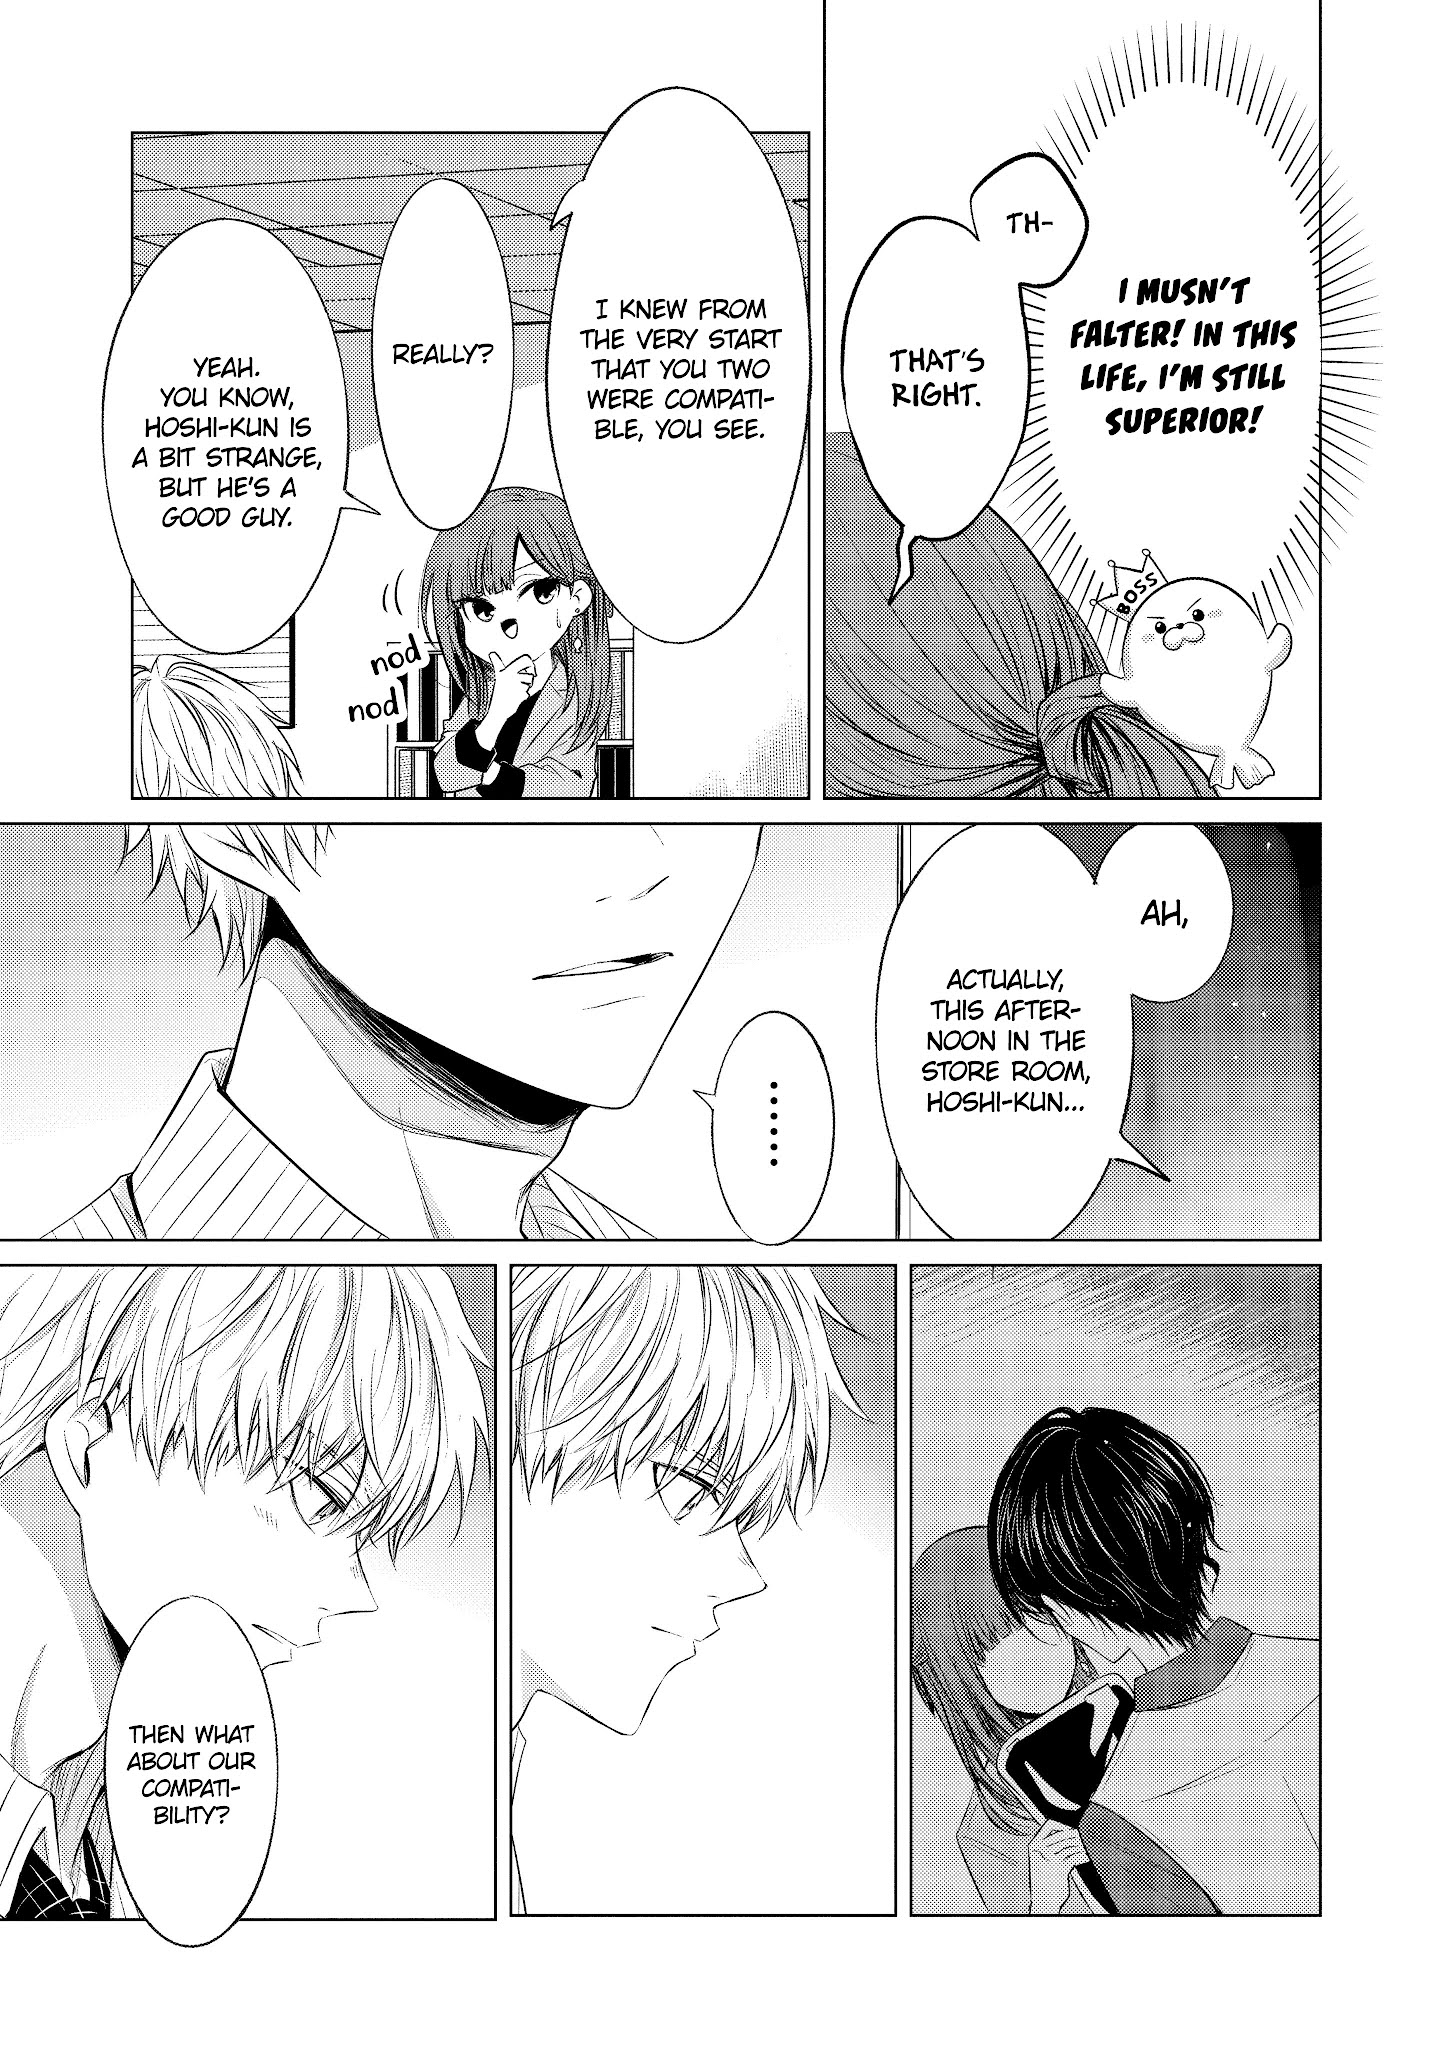 I MUSN'T
FALTER! IN THIS
LIFE, I'M STILL
SUPERIOR!
BOSS
TH-
THAT'S
RIGHT.
I KNEW FROM
THE VERY START
THAT YOU TWO
WERE COMPATI-
BLE, YOU SEE.
REALLY?
nod
nod
YEAH.
YOU KNOW,
HOSHI-KUN IS
A BIT STRANGE,
BUT HE'S A
GOOD GUY.
AH,
ACTUALLY,
THIS AFTER-
NOON IN THE
STORE ROOM,
HOSHI-KUN...
......
THEN WHAT
ABOUT OUR
COMPATI-
BILITY?